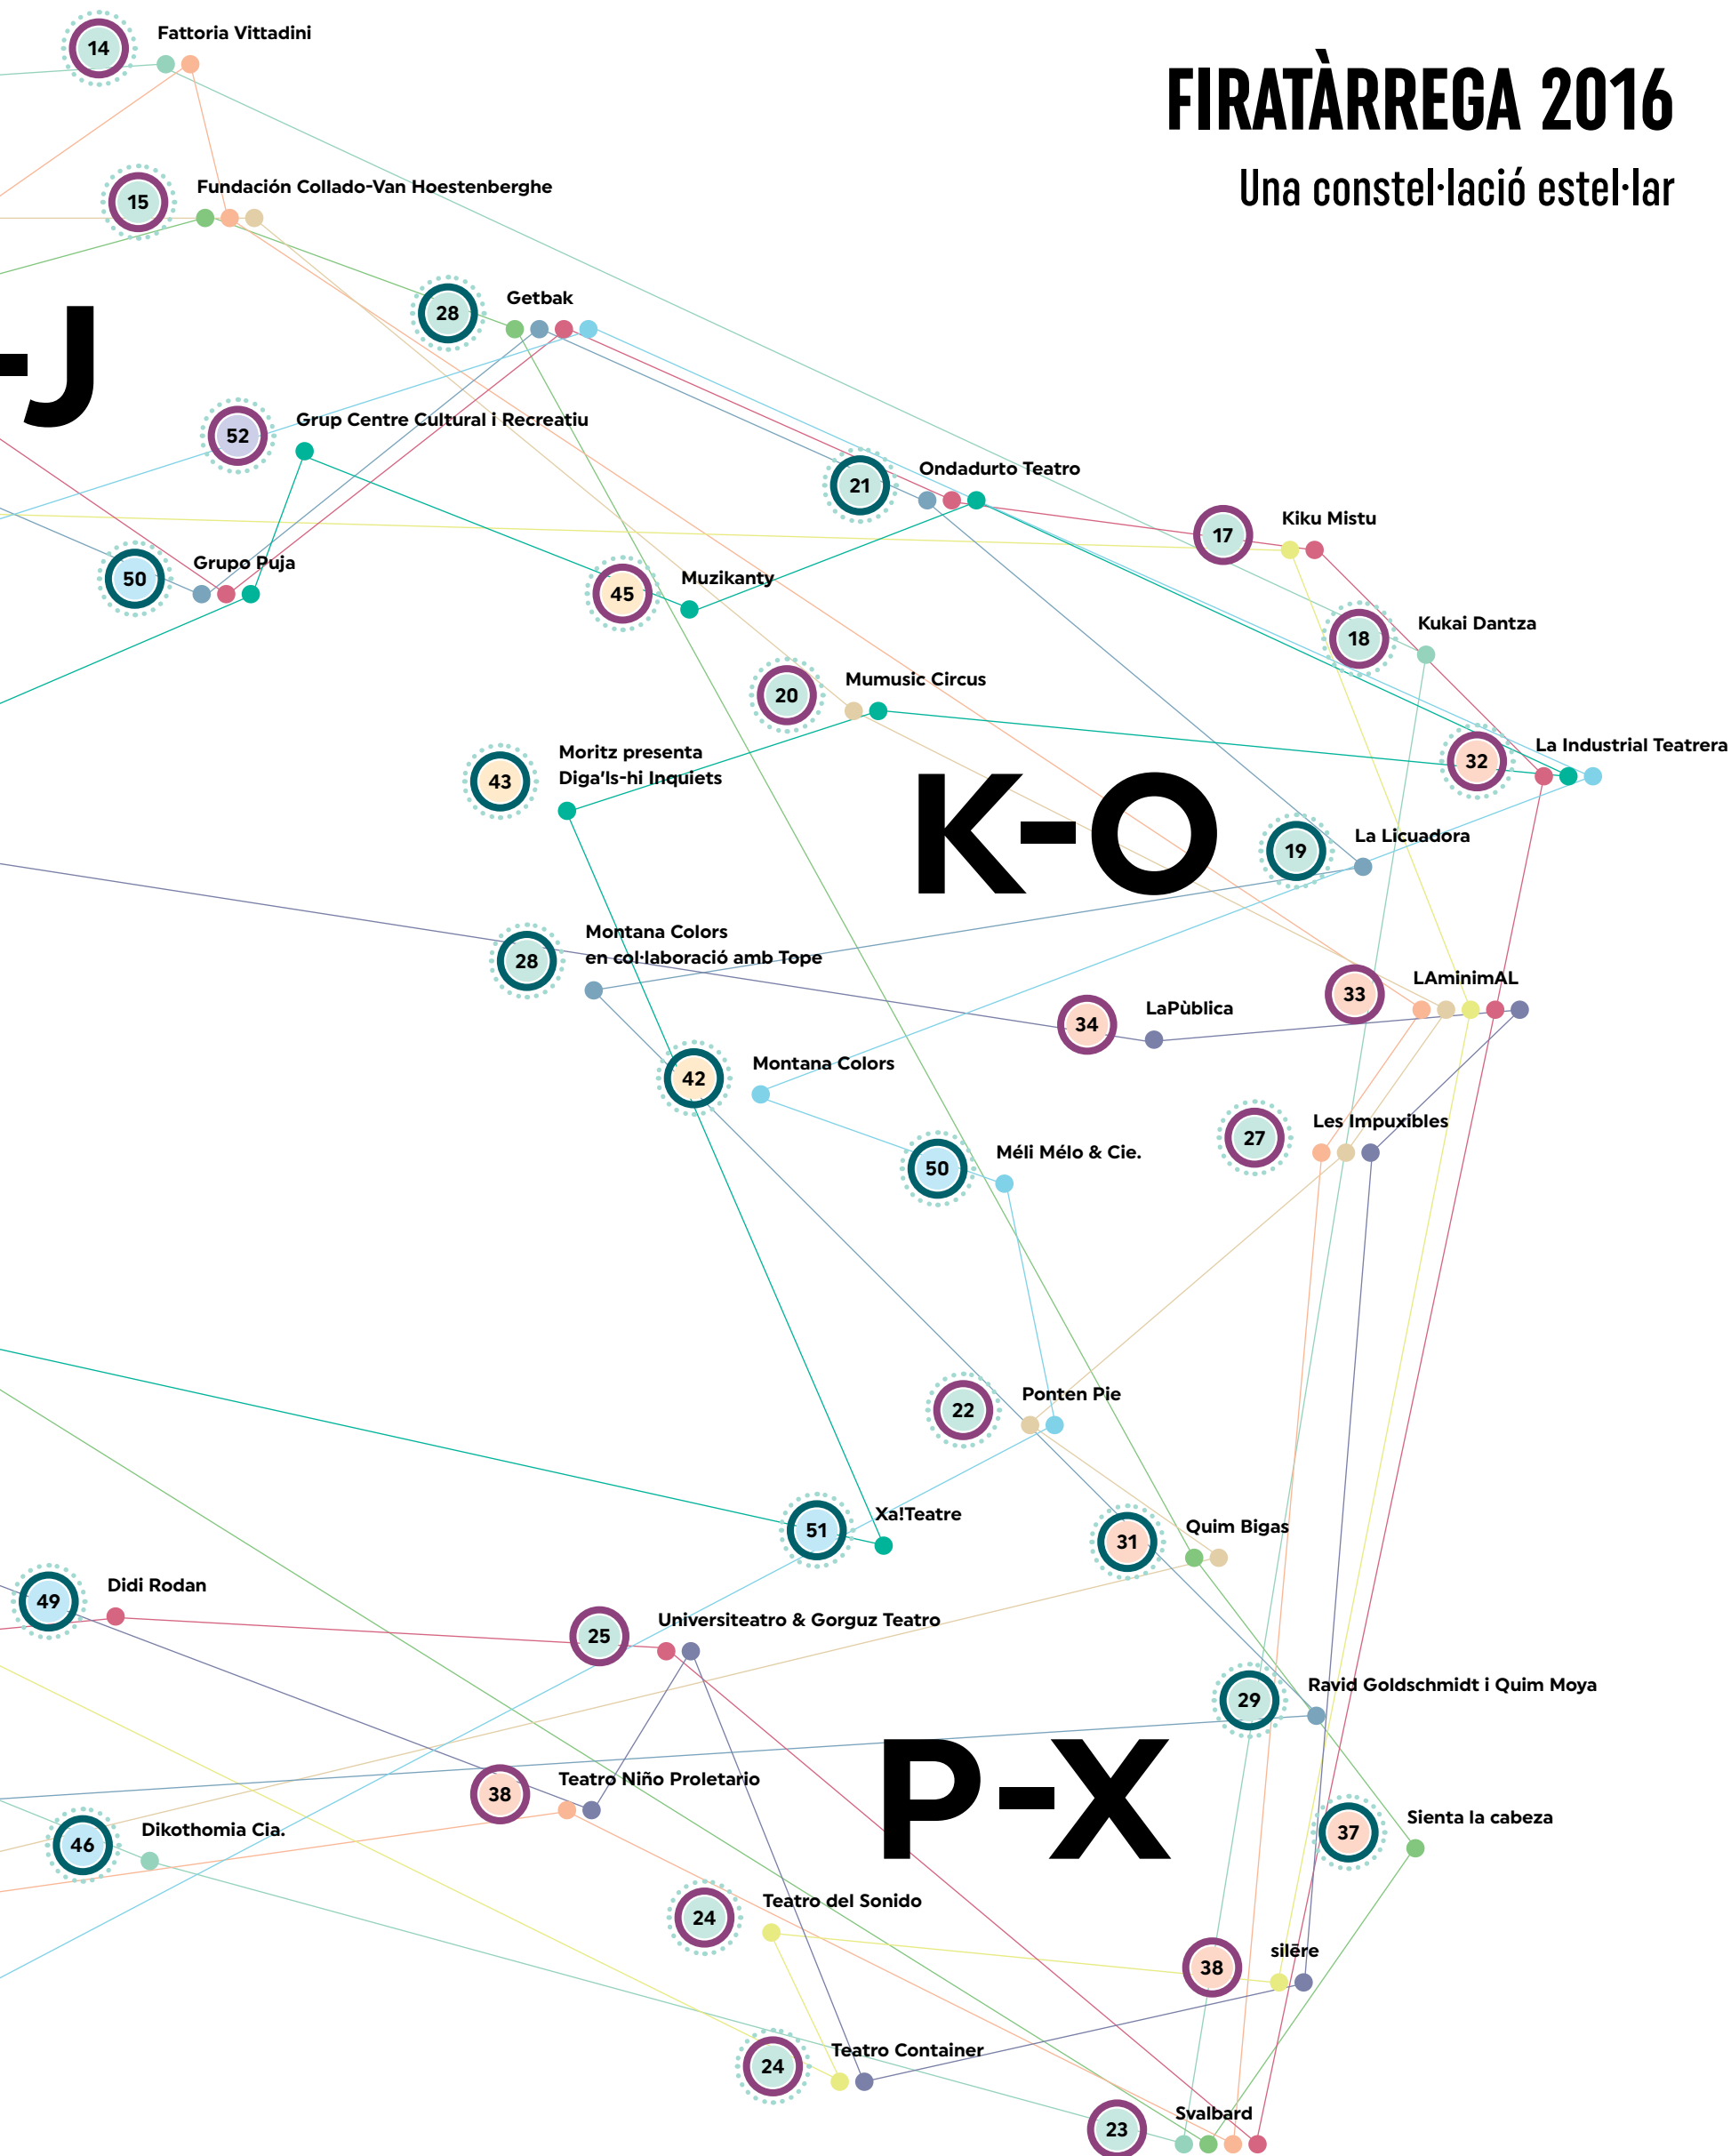 14
Fattoria Vittadini
FIRATÀRREGA 2016
Una constel·lació estel·lar
15
Fundación Collado-Van Hoestenberghe
28
Getbak
-J
52
Grup Centre Cultural i Recreatiu
21
Ondadurto Teatro
17
Kiku Mistu
50
Grupo Puja
45
Muzikanty
18
Kukai Dantza
20
Mumusic Circus
43
Moritz presenta
Diga'ls-hi Inquiets
32
La Industrial Teatrera
K-O
19
La Licuadora
28
Montana Colors
en col·laboració amb Tope
33
LAminimAL
34
LaPùblica
42
Montana Colors
27
Les Impuxibles
50
Méli Mélo & Cie.
22
Ponten Pie
51
Xa!Teatre
31
Quim Bigas
49
Didi Rodan
25
Universiteatro & Gorguz Teatro
29
Ravid Goldschmidt i Quim Moya
P-X
38
Teatro Niño Proletario
37
Sienta la cabeza
46
Dikothomia Cia.
24
Teatro del Sonido
38
silēre
24
Teatro Container
23
Svalbard